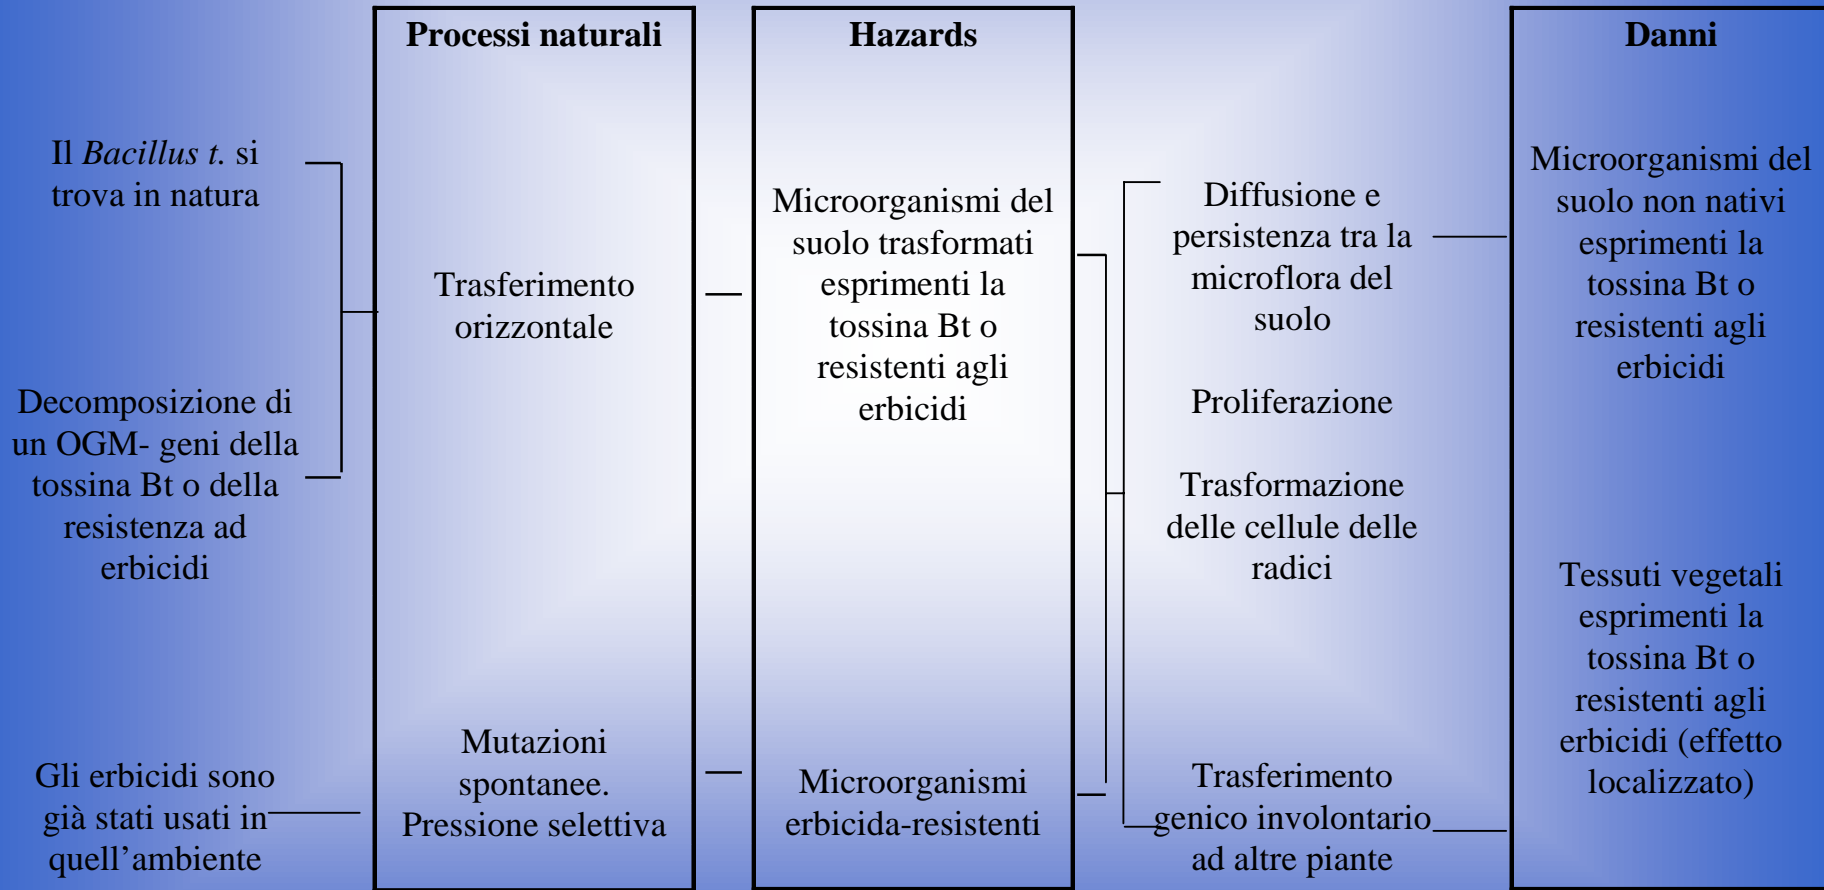 Processi naturali
Hazards
Danni
Il Bacillus t. si
trova in natura
Decomposizione di
un OGM- geni della
tossina Bt o della
resistenza ad
erbicidi
Gli erbicidi sono
già stati usati in
quell’ambiente
Trasferimento
orizzontale
Mutazioni
spontanee.
Pressione selettiva
Microorganismi del
suolo trasformati
esprimenti la
tossina Bt o
resistenti agli
erbicidi
Microorganismi
erbicida-resistenti
Diffusione e
persistenza tra la
microflora del
suolo
Proliferazione
Trasformazione
delle cellule delle
radici
Trasferimento
genico involontario
ad altre piante
Microorganismi del
suolo non nativi
esprimenti la
tossina Bt o
resistenti agli
erbicidi
Tessuti vegetali
esprimenti la
tossina Bt o
resistenti agli
erbicidi (effetto
localizzato)